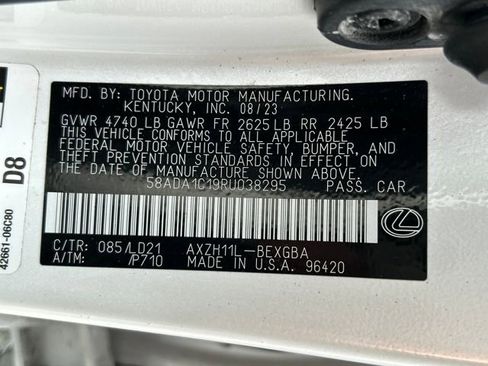 MFD. BY: TOYOTA MOTOR MANUFACTURING,
KENTUCKY, INC. 08/23
GVWR 4740 LB GAWR FR 2625 LB RR 2425 LB
THIS VEHICLE CONFORMS TO ALL APPLICABLE
FEDERAL MOTOR VEHICLE SAFETY, BUMPER, AND
THEFT PREVENTION STANDARDS IN EFFECT ON
THE DATE OF MANUFACTURE SHOWN ABOVE.
58ADA1C19RU038295 PASS. CAR
C/TR: 085/LD21 AXZH11L-BEXGBA
A/TM: /P710 MADE IN U.S.A. 96420
D8
42661-06C80